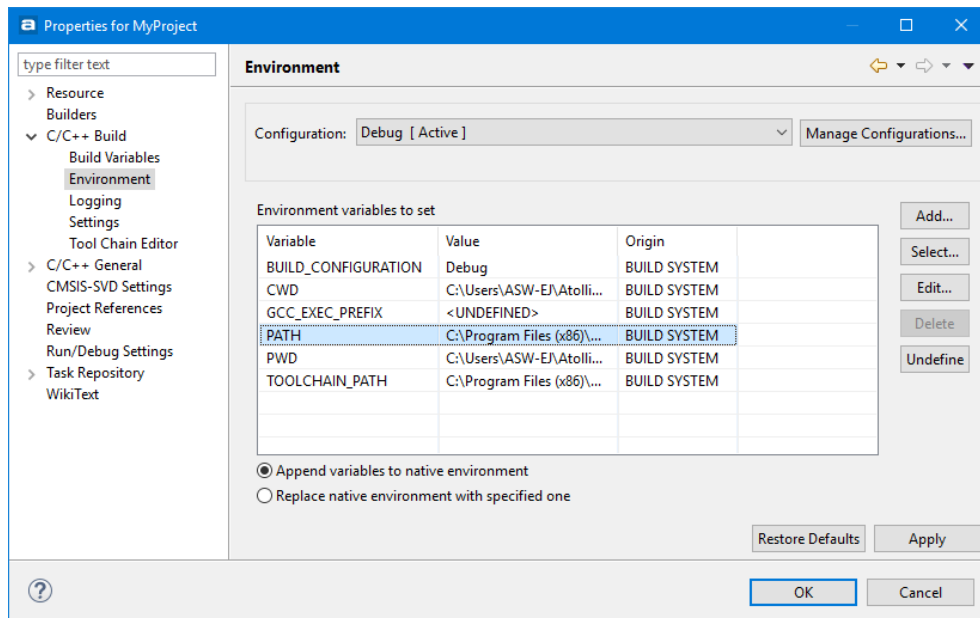 a Properties for MyProject
type filter text
Resource
Builders
C/C++ Build
Build Variables
Environment
Logging
Settings
Tool Chain Editor
C/C++ General
CMSIS-SVD Settings
Project References
Review
Run/Debug Settings
Task Repository
WikiText
Environment
Configuration: Debug [ Active ] Manage Configurations...
Environment variables to set
Variable Value Origin
BUILD_CONFIGURATION Debug BUILD SYSTEM
CWD C:\Users\ASW-EJ\Atolli... BUILD SYSTEM
GCC_EXEC_PREFIX <UNDEFINED> BUILD SYSTEM
PATH C:\Program Files (x86)\... BUILD SYSTEM
PWD C:\Users\ASW-EJ\Atolli... BUILD SYSTEM
TOOLCHAIN_PATH C:\Program Files (x86)\... BUILD SYSTEM
Add...
Select...
Edit...
Delete
Undefine
Append variables to native environment
Replace native environment with specified one
Restore Defaults Apply
? OK Cancel